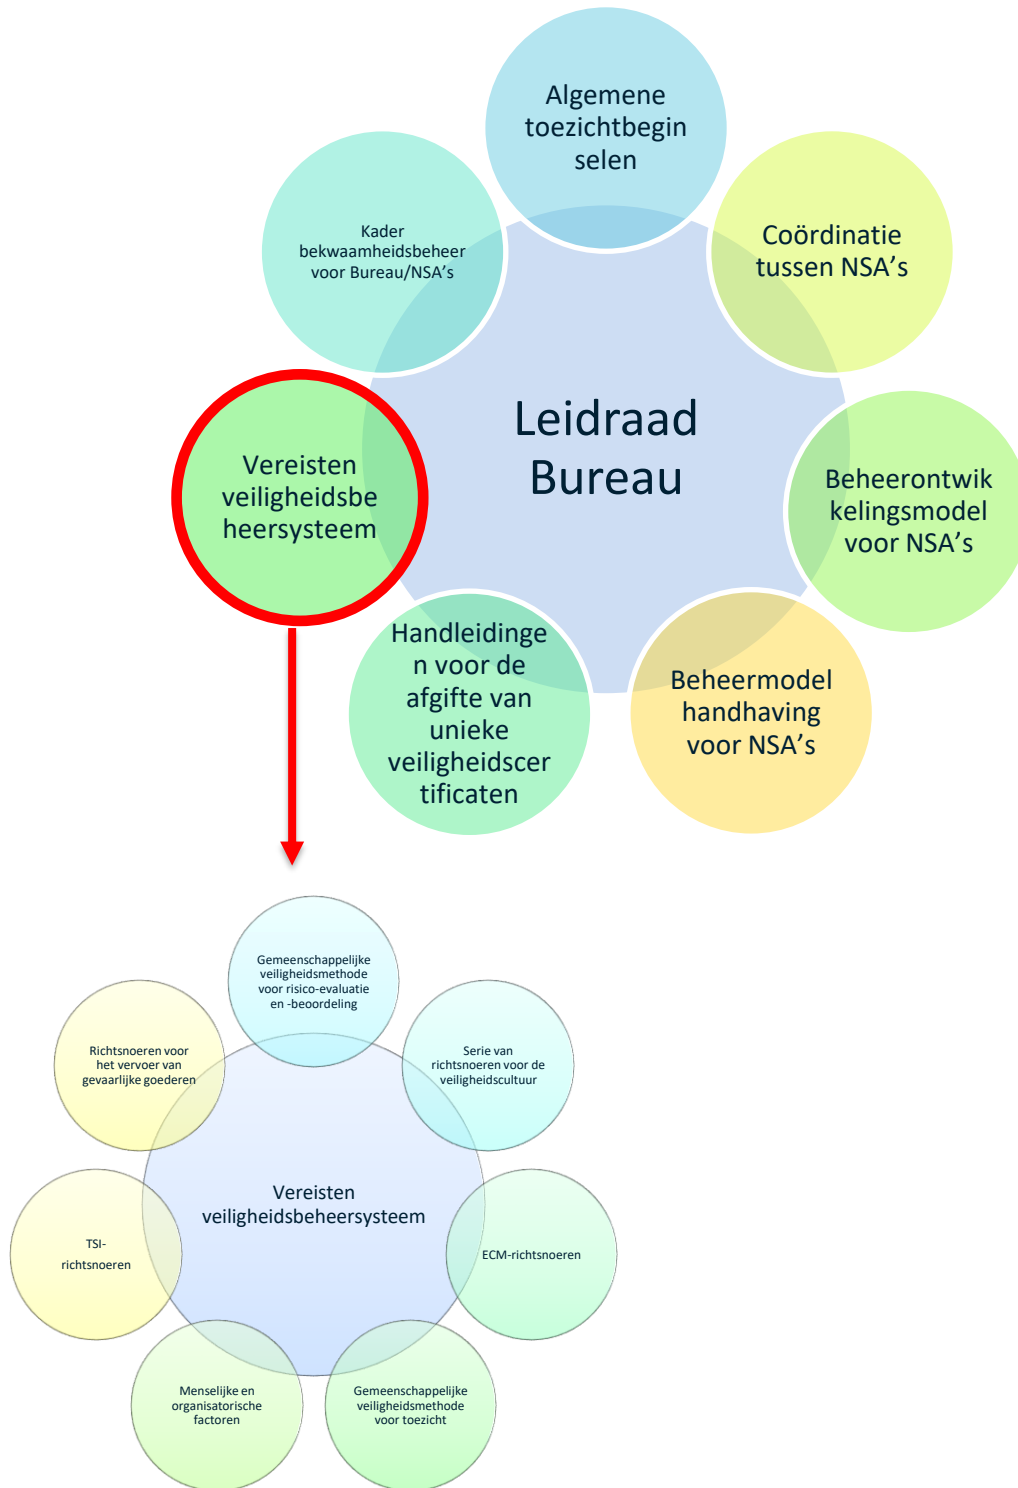 Algemene
toezichtbegin
selen
Kader
bekwaamheidsbeheer
voor Bureau/NSA’s
Coördinatie
tussen NSA’s
Leidraad
Bureau
Vereisten
veiligheidsbe
heersysteem
Beheerontwik
kelingsmodel
voor NSA’s
Handleidinge
n voor de
afgifte van
unieke
veiligheidscer
tificaten
Beheermodel
handhaving
voor NSA’s
Gemeenschappelijke
veiligheidsmethode
voor risico-evaluatie
en -beoordeling
Richtsnoeren voor
het vervoer van
gevaarlijke goederen
Serie van
richtsnoeren voor de
veiligheidscultuur
Vereisten
veiligheidsbeheersysteem
TSI-
richtsnoeren
ECM-richtsnoeren
Menselijke en
organisatorische
factoren
Gemeenschappelijke
veiligheidsmethode
voor toezicht